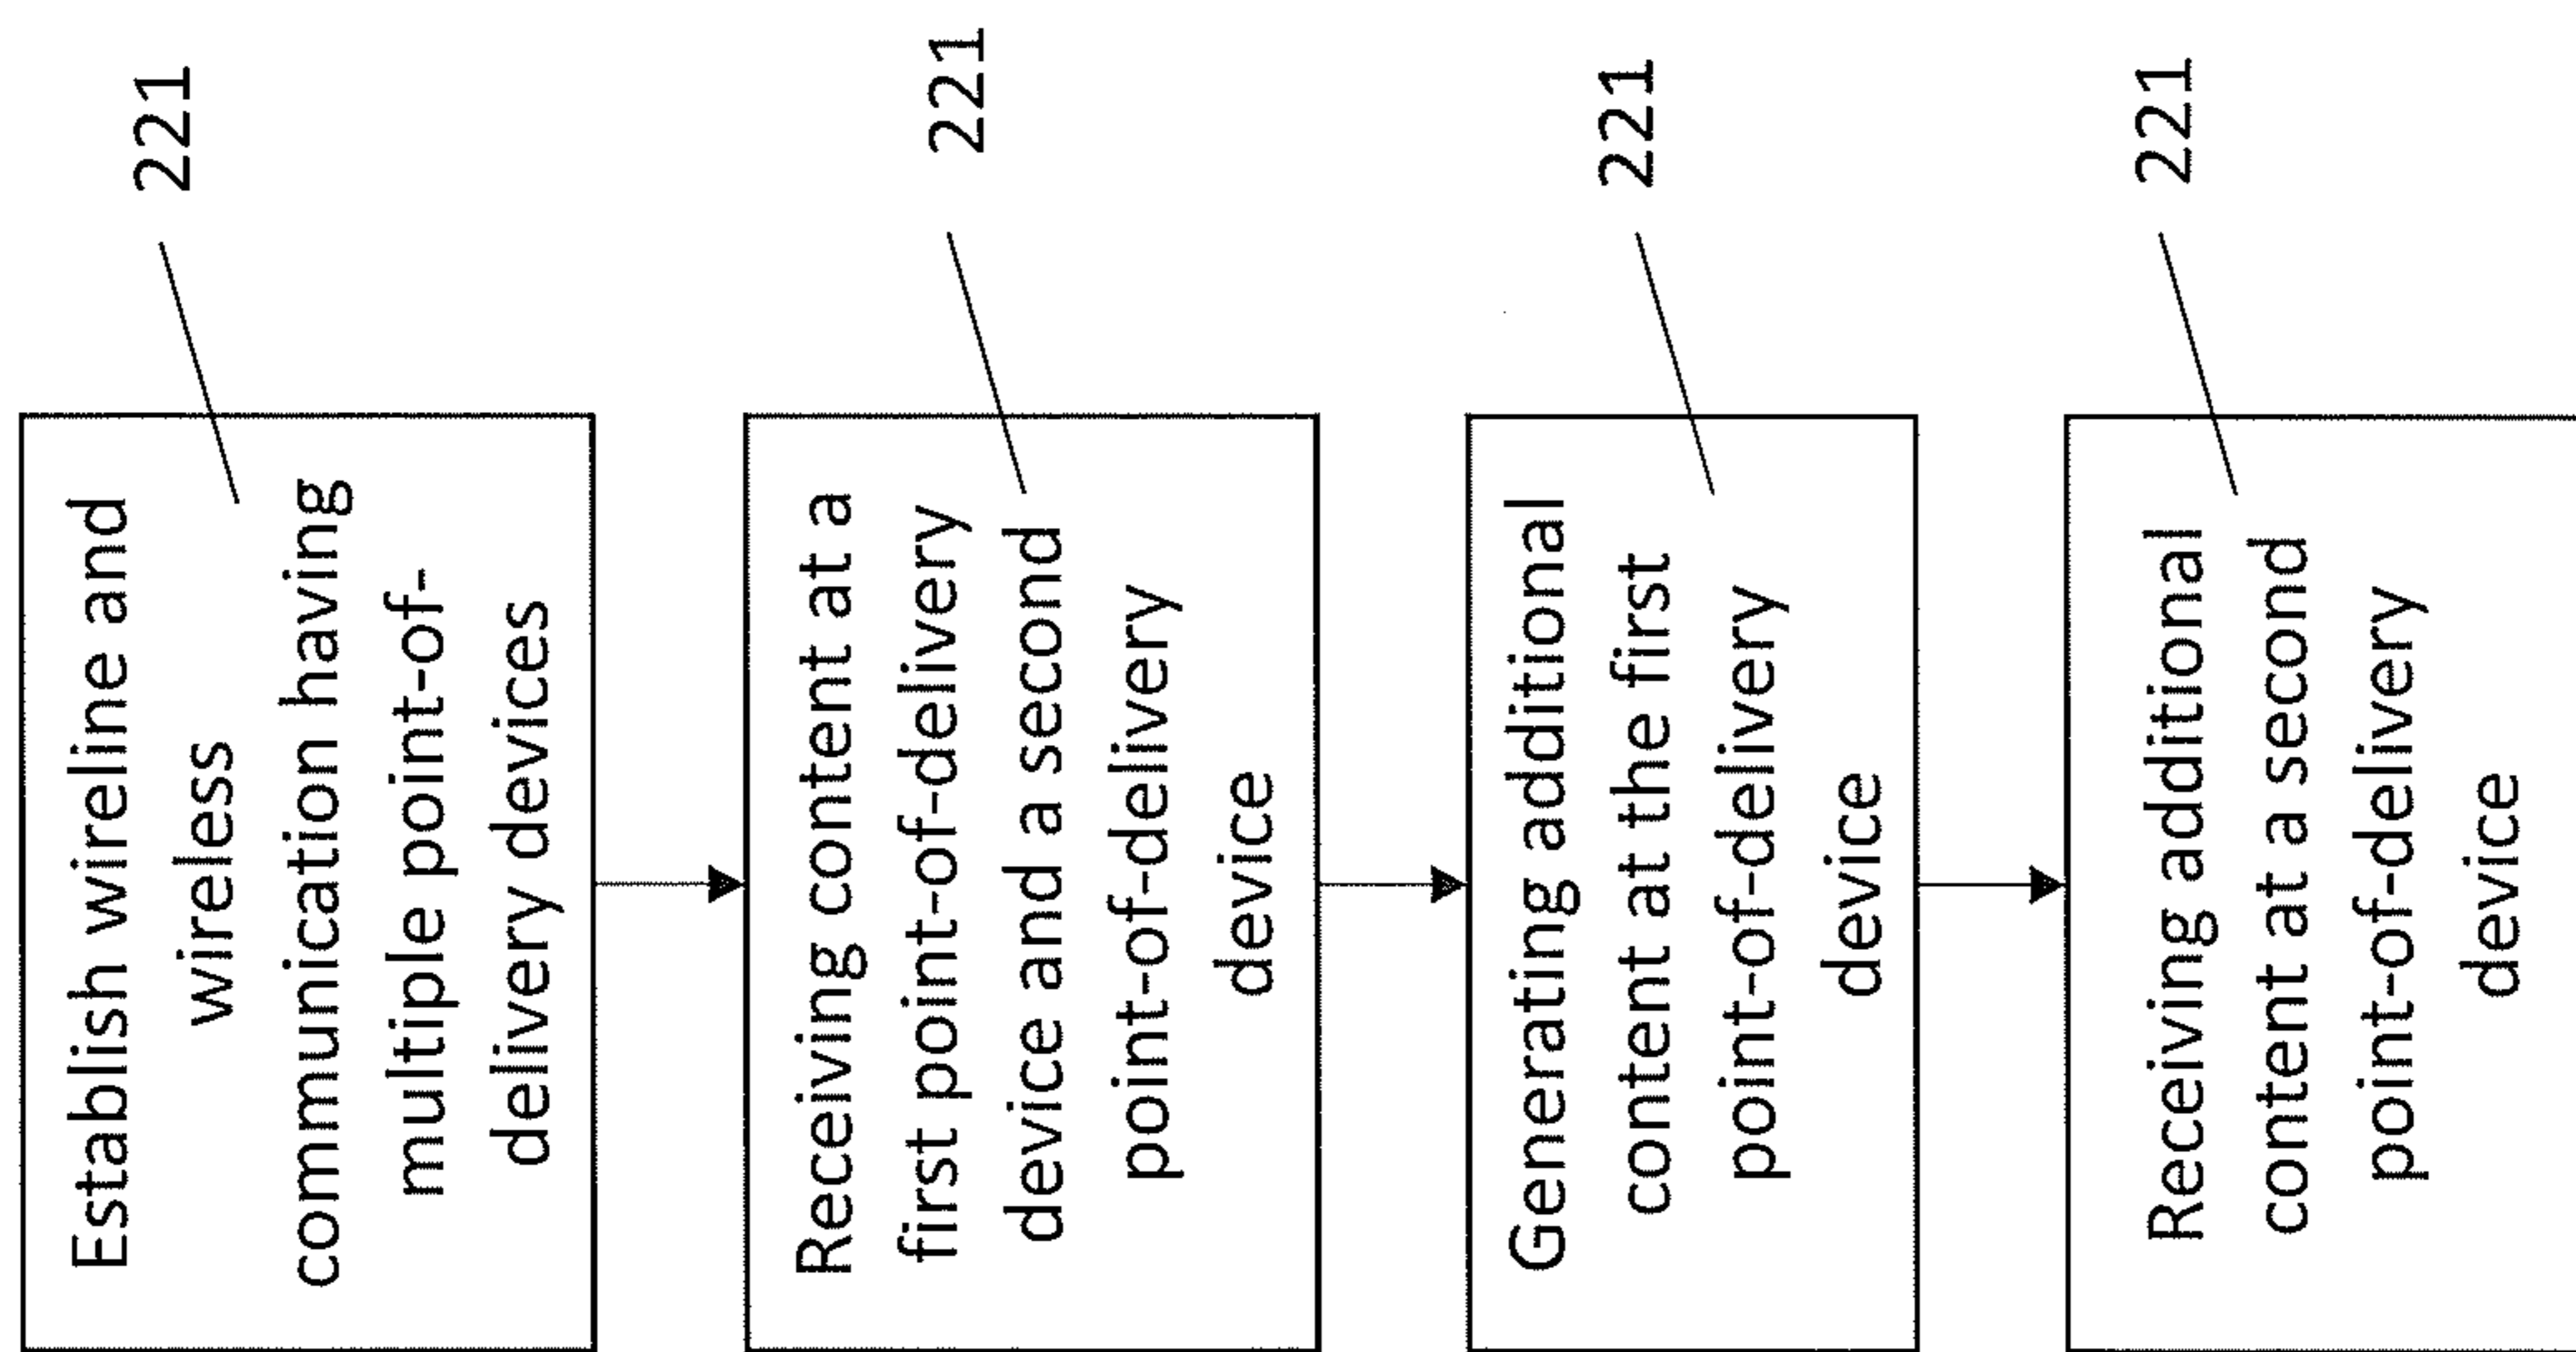 Establish wireline and
wireless
communication having
multiple point-of-
delivery devices
221
Receiving content at a
first point-of-delivery
device and a second
point-of-delivery
device
221
Generating additional
content at the first
point-of-delivery
device
221
Receiving additional
content at a second
point-of-delivery
device
221